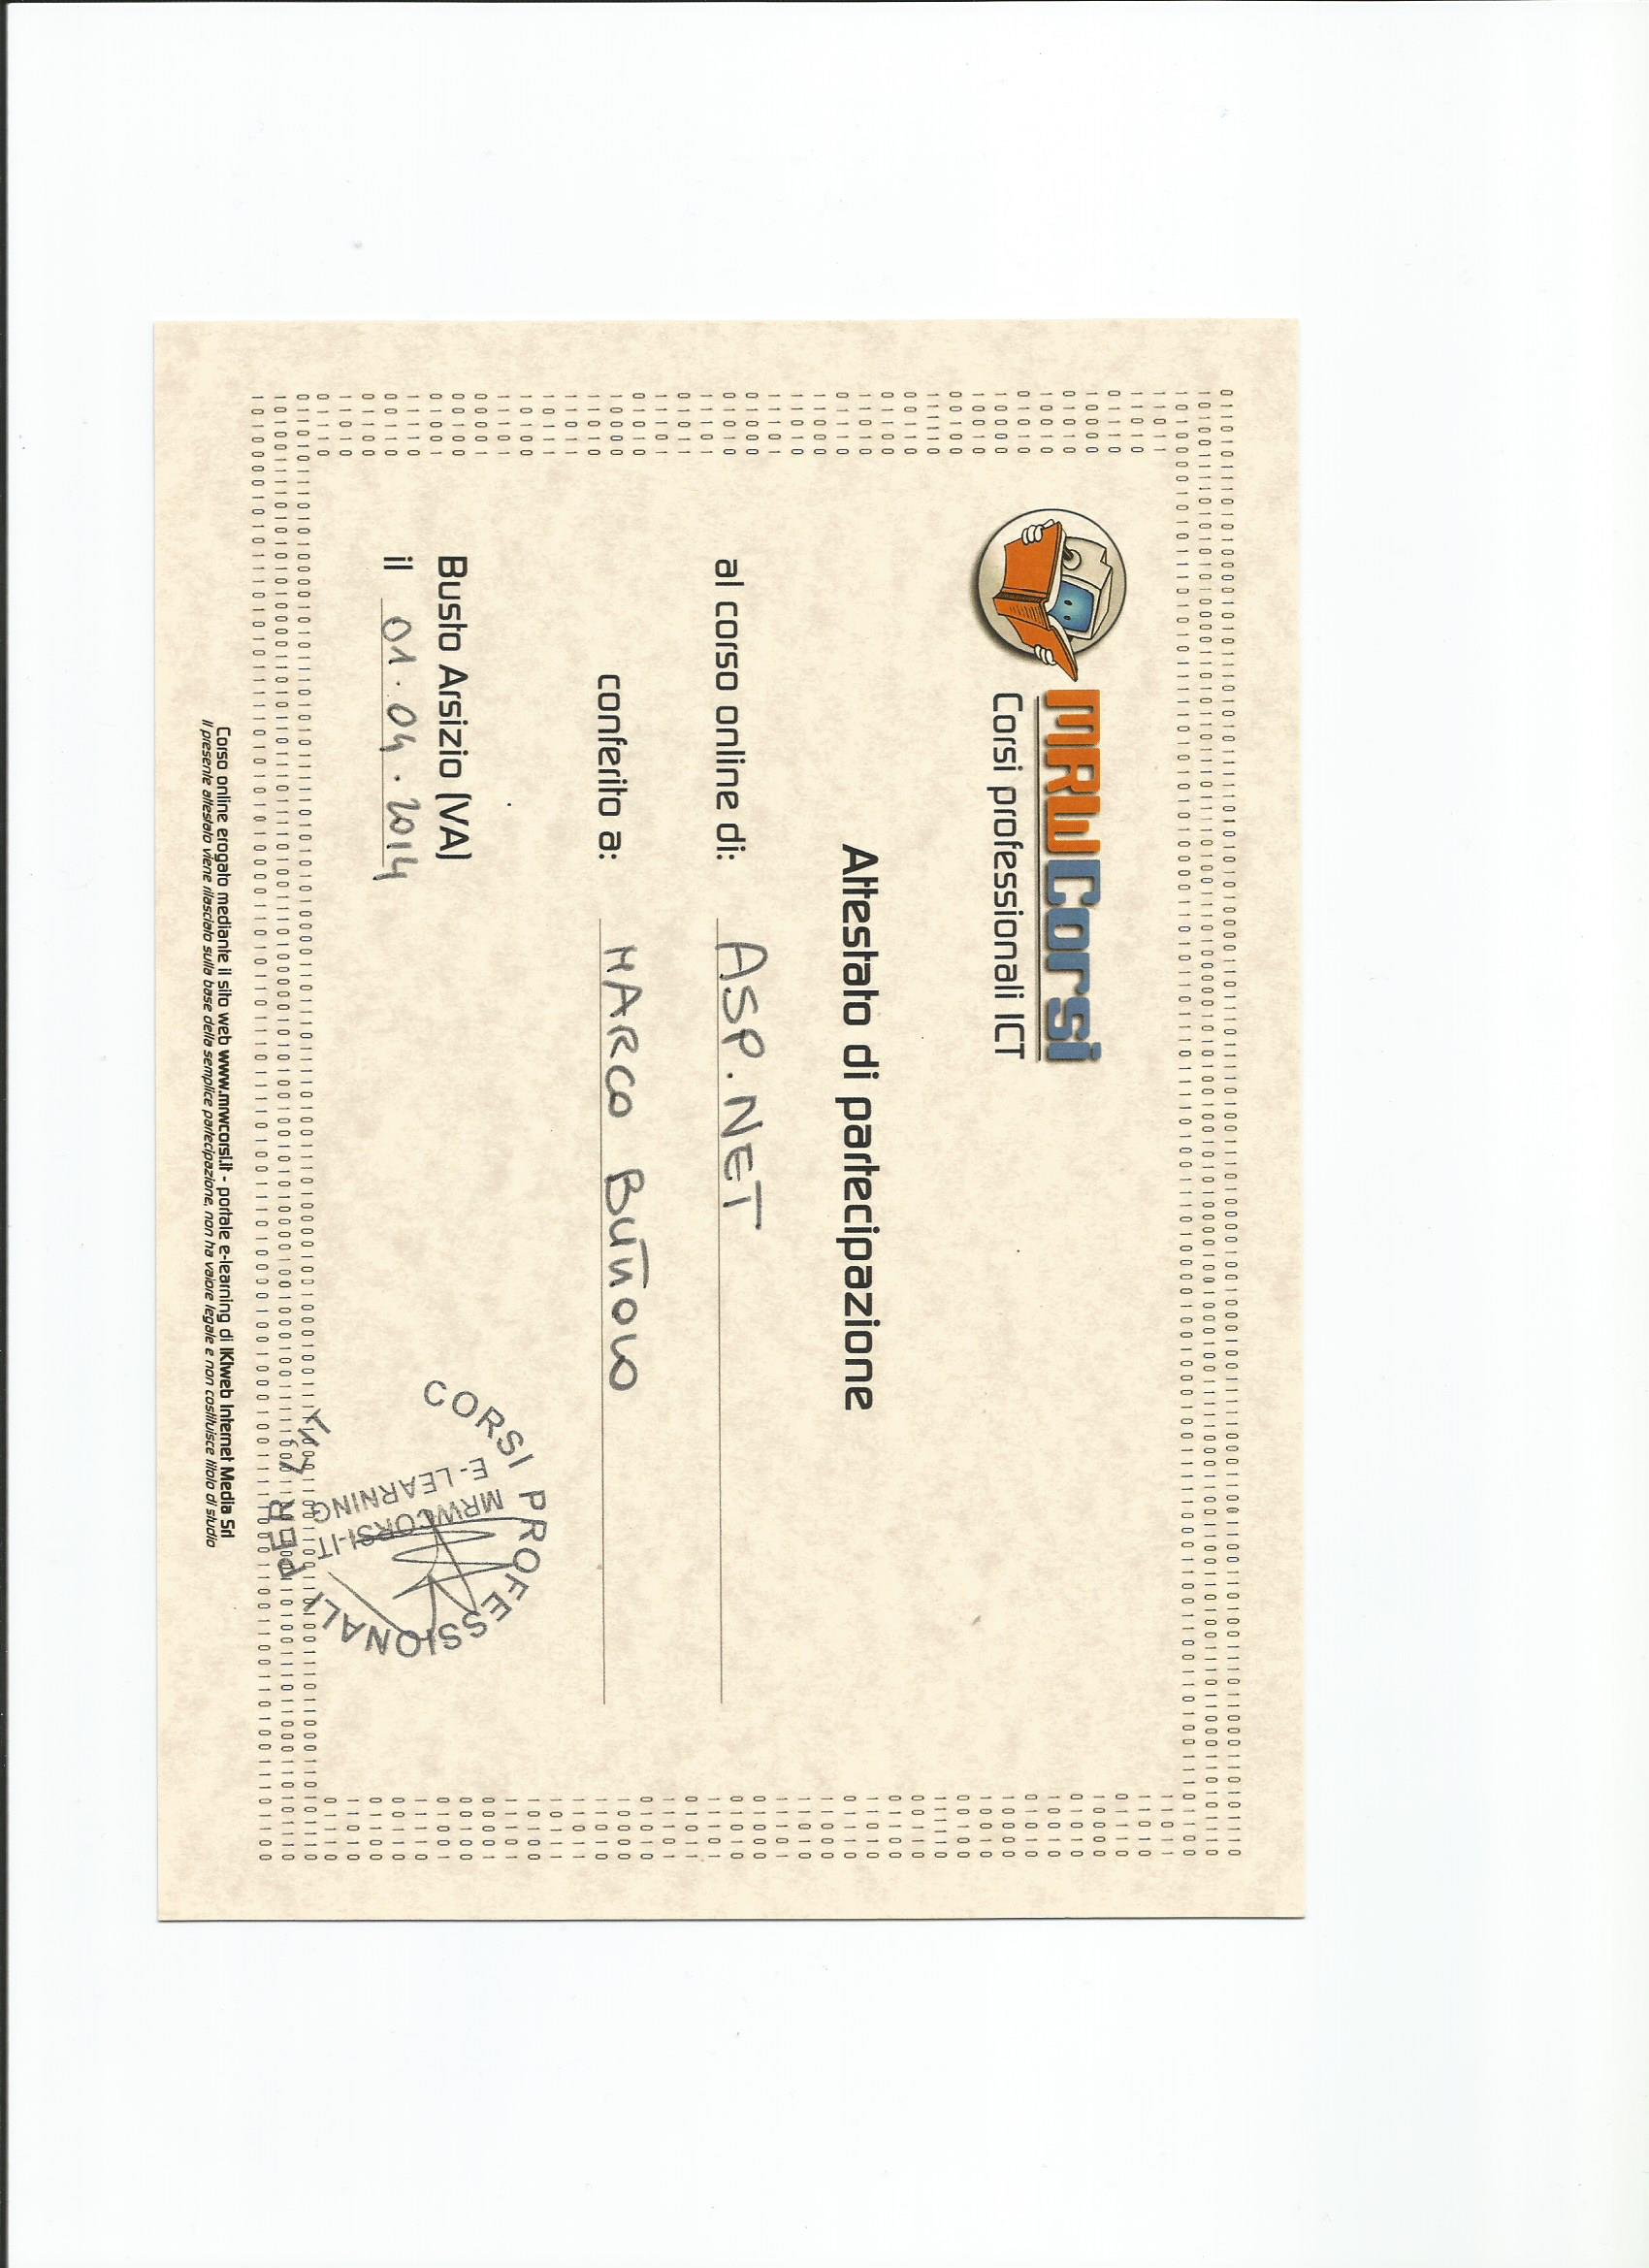 MRWCorsi
Corsi professionali ICT
Attestato di partecipazione
al corso online di: ASP.NET
conferito a: MARCO
Busto Arsizio (VA)
il 01.04.2014
CORSI PROFESSIONALI PER L'IT
E-LEARNING
MRWCORSI-IT
Corso online erogato mediante il sito web www.mrwcorsi.it - portale e-learning di IKIweb Internet Media Srl
Il presente attestato viene rilasciato sulla base della semplice partecipazione, non ha valore legale e non costituisce titolo di studio